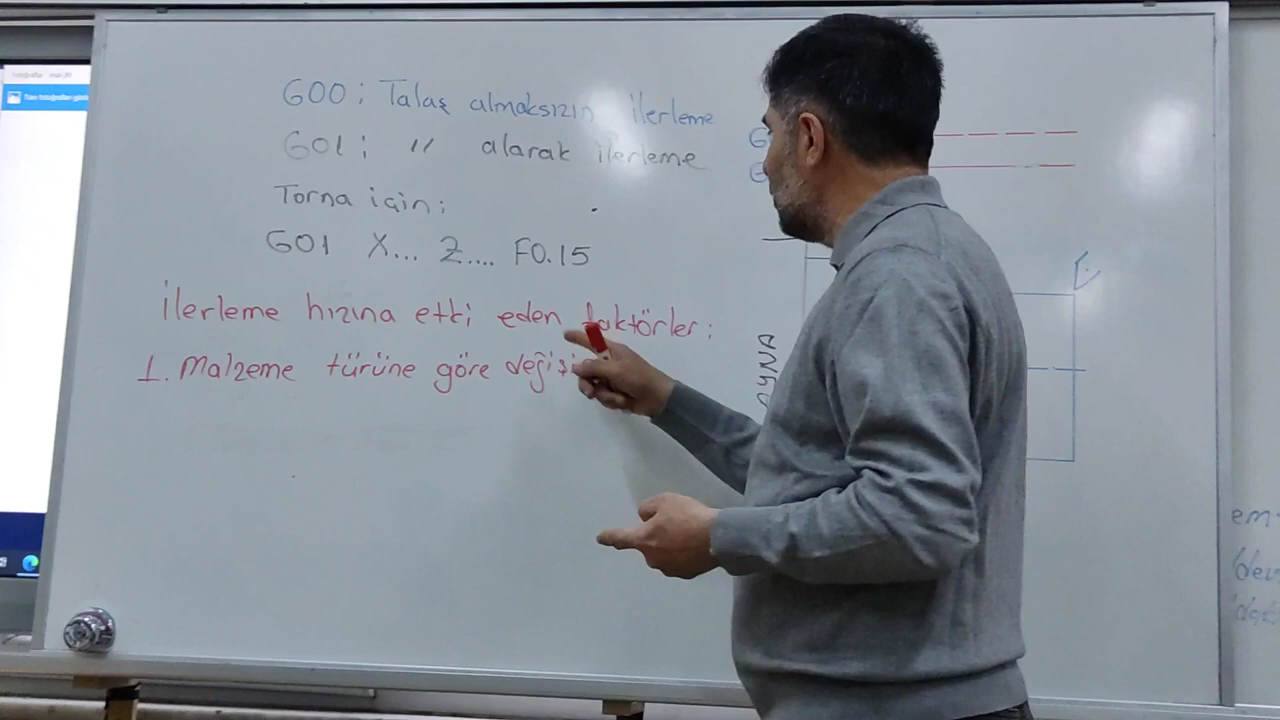 G00 ; Talaş almaksızın ilerleme
G01 ; " alarak ilerleme
Torna için ;
G01 X... Z.... F0.15
İlerleme hızına etki eden faktörler ;
1. Malzeme türüne göre
AYNA